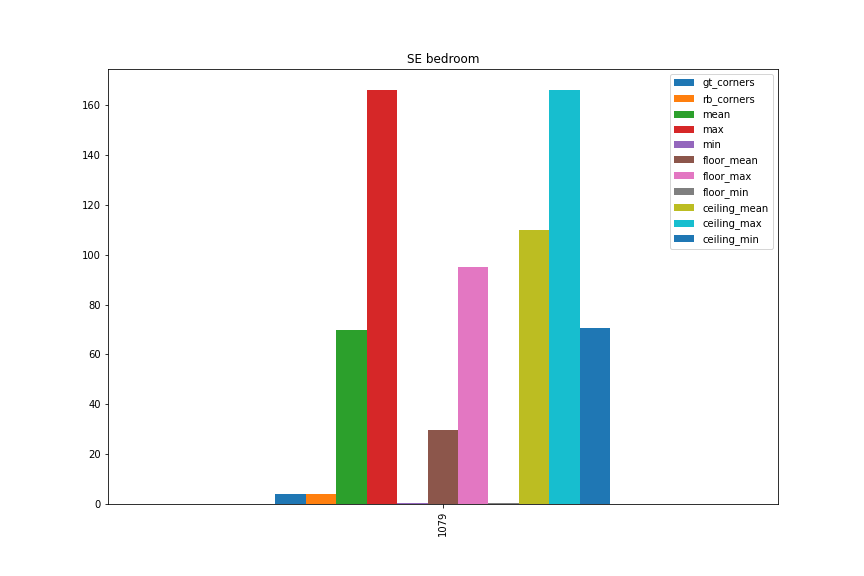 SE bedroom
gt_corners
rb_corners
mean
max
min
floor_mean
floor_max
floor_min
ceiling_mean
ceiling_max
ceiling_min
160
140
120
100
80
60
40
20
0
1079